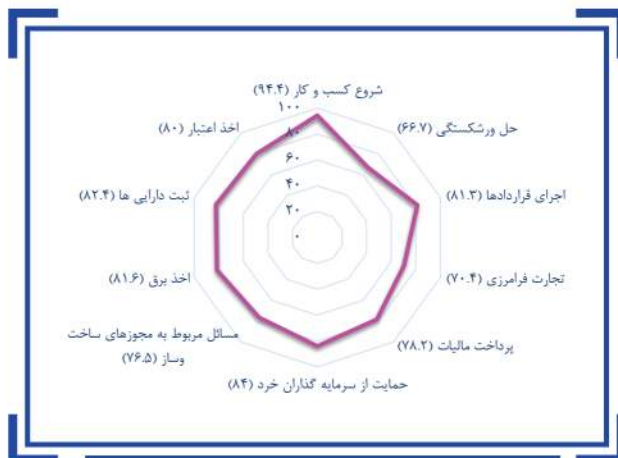 شروع کسب و کار (۹۴.۴)
حل ورشکستگی (۶۶.۷)
اجرای قراردادها (۸۱.۳)
تجارت فرامرزی (۷۰.۴)
پرداخت مالیات (۷۸.۲)
حمایت از سرمایه گذاران خرد (۸۴)
مسائل مربوط به مجوزهای ساخت
وساز (۷۶.۵)
اخذ برق (۸۱.۶)
ثبت دارایی ها (۸۲.۴)
اخذ اعتبار (۸۰)
۱۰۰
۸۰
۶۰
۴۰
۲۰
۰